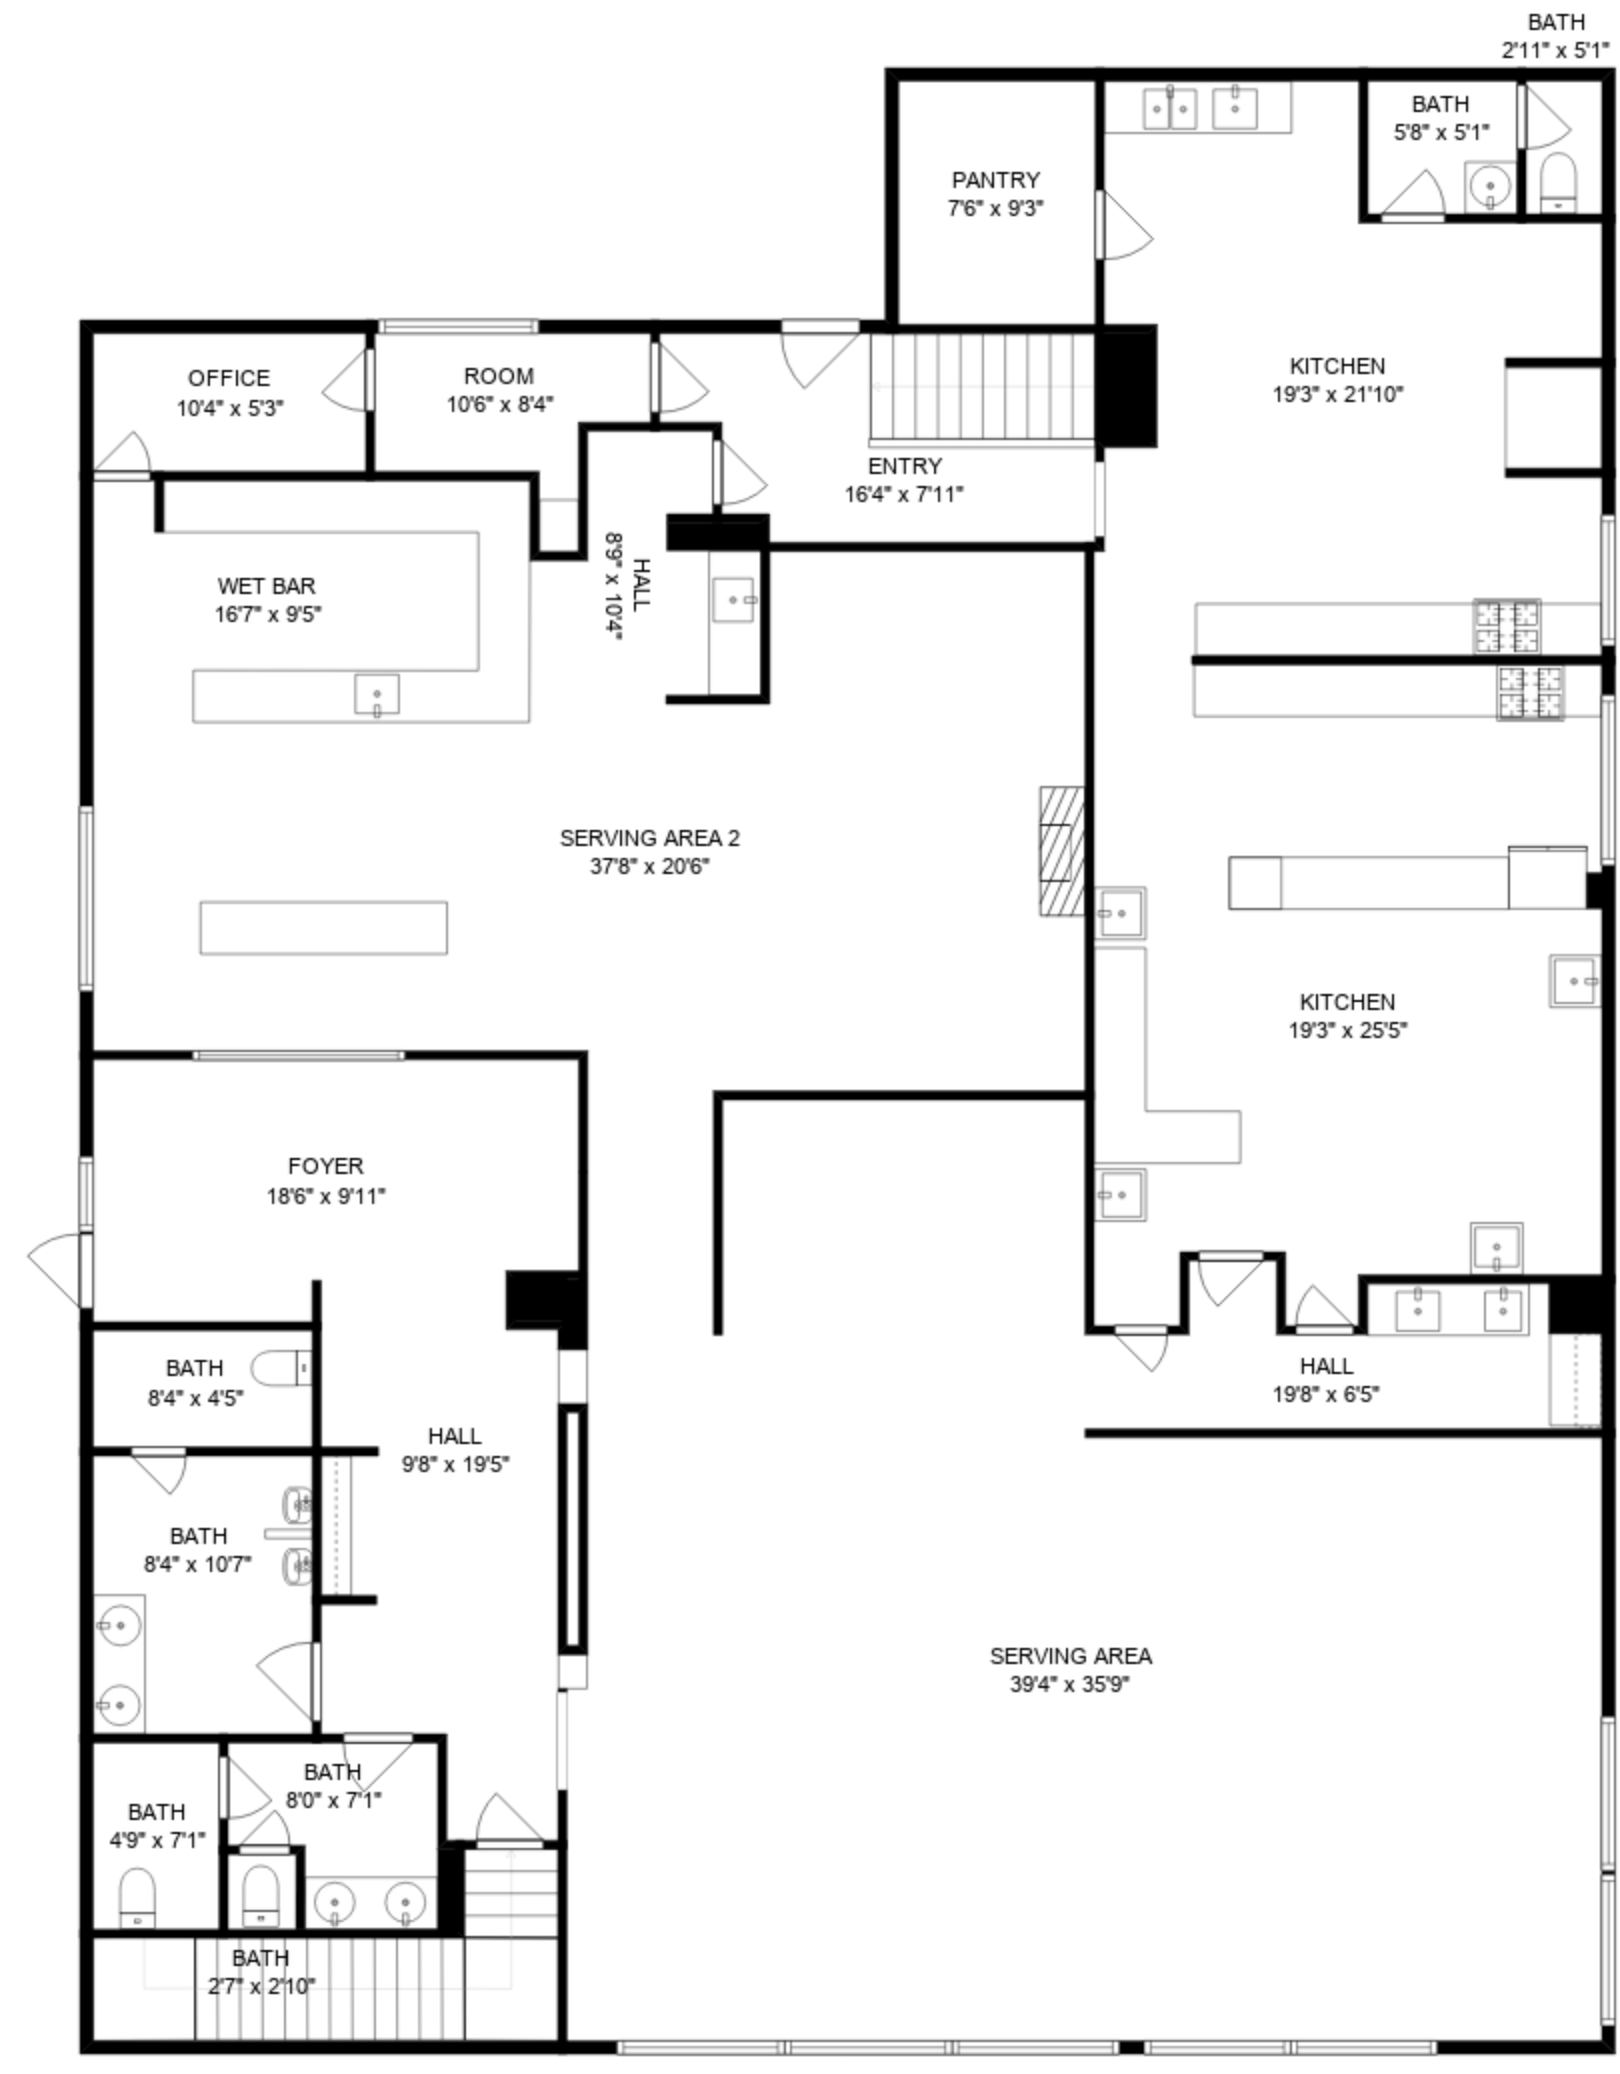 BATH
2'11" x 5'1"
BATH
5'8" x 5'1"
PANTRY
7'6" x 9'3"
KITCHEN
19'3" x 21'10"
OFFICE
10'4" x 5'3"
ROOM
10'6" x 8'4"
ENTRY
16'4" x 7'11"
WET BAR
16'7" x 9'5"
HALL
8'9" x 10'4"
SERVING AREA 2
37'8" x 20'6"
KITCHEN
19'3" x 25'5"
FOYER
18'6" x 9'11"
BATH
8'4" x 4'5"
HALL
19'8" x 6'5"
HALL
9'8" x 19'5"
BATH
8'4" x 10'7"
SERVING AREA
39'4" x 35'9"
BATH
8'0" x 7'1"
BATH
4'9" x 7'1"
BATH
2'7" x 2'10"